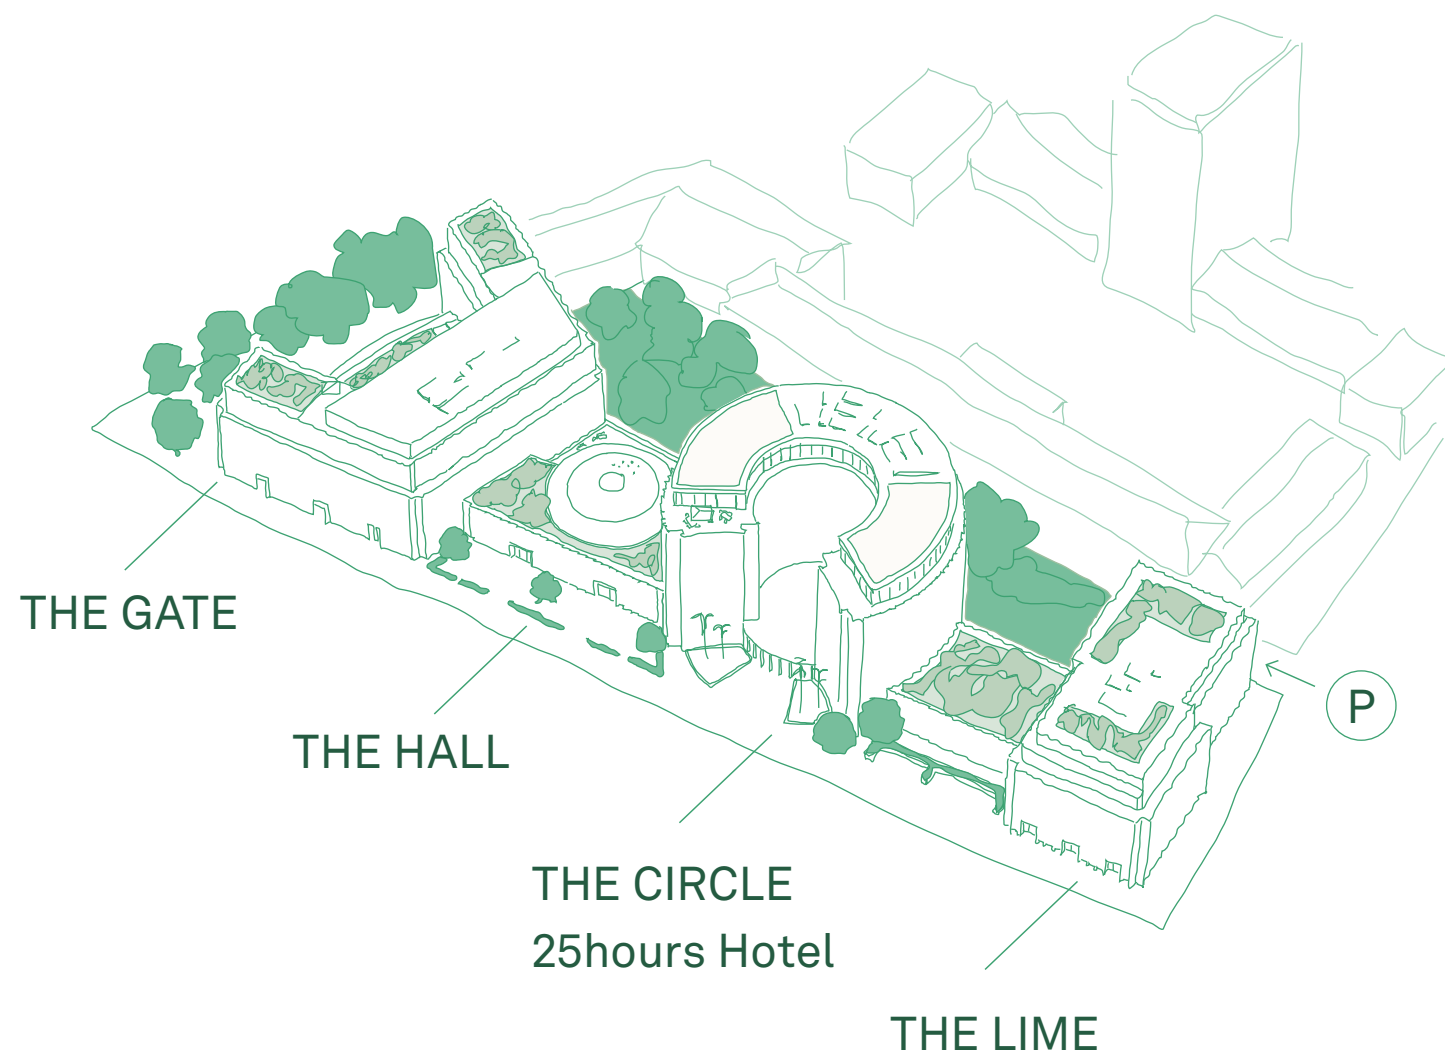 THE GATE
P
THE HALL
THE CIRCLE
25hours Hotel
THE LIME